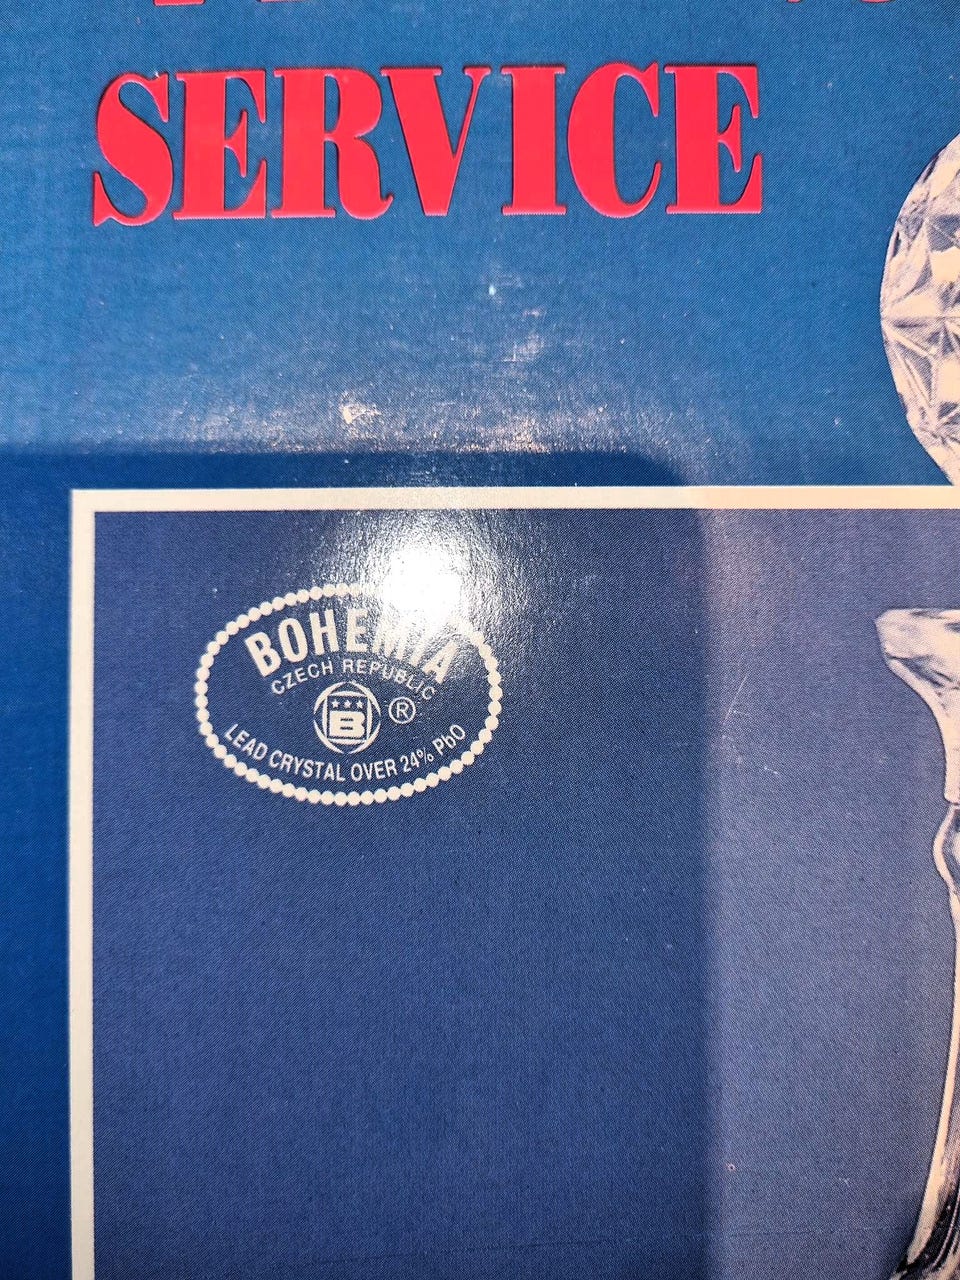 SERVICE
BOHEMIA
CZECH REPUBLIC
B ®
LEAD CRYSTAL OVER 24% PbO